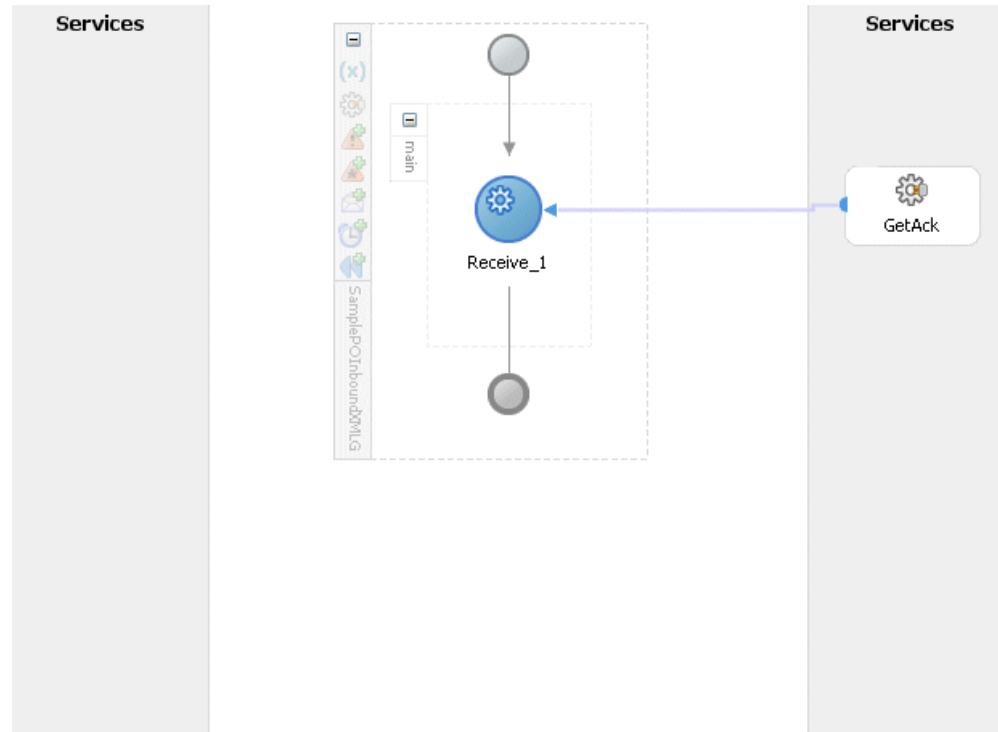 Services
Services
(x)
main
GetAck
Receive_1
SamplePOInboundXMLG